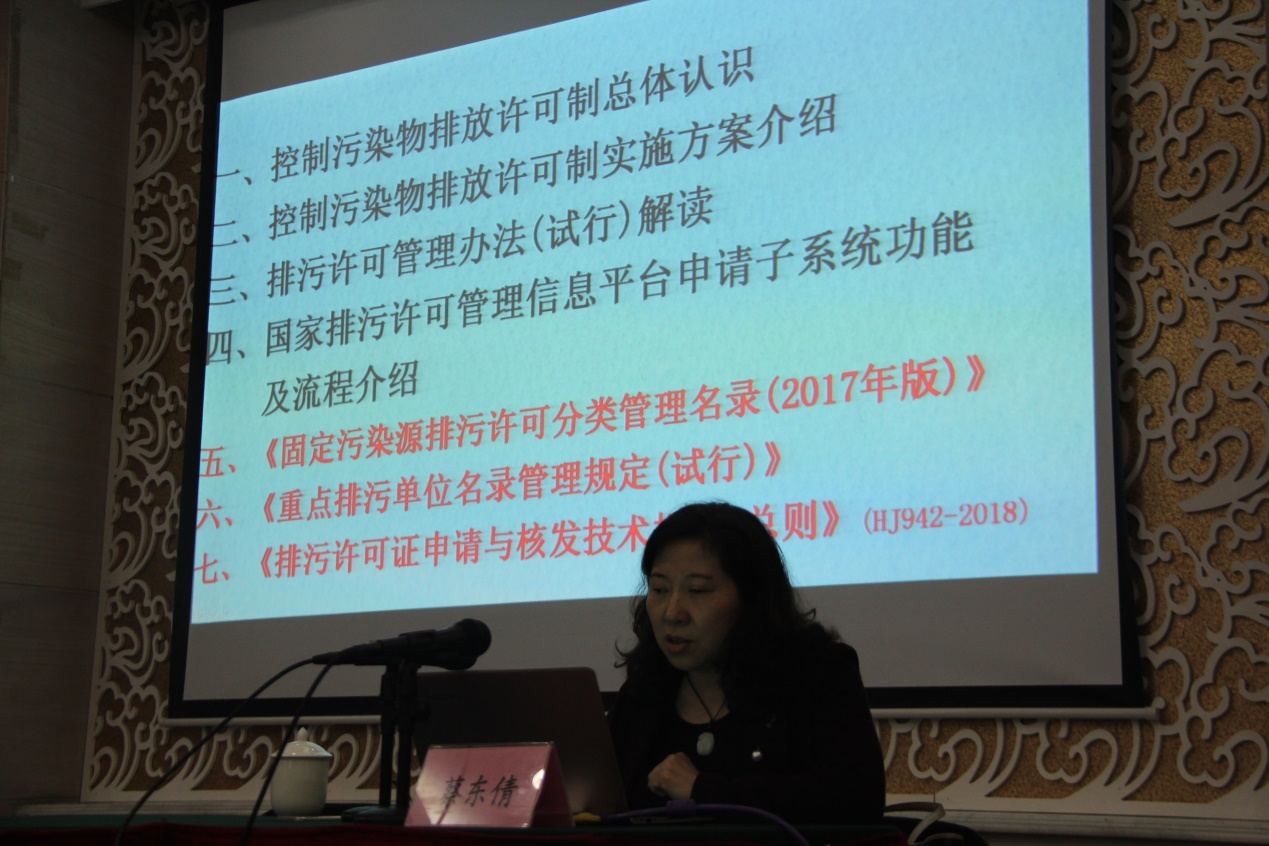 一、控制污染物排放许可制总体认识
二、控制污染物排放许可制实施方案介绍
三、排污许可管理办法(试行)解读
四、国家排污许可管理信息平台申请子系统功能
及流程介绍
五、《固定污染源排污许可分类管理名录(2017年版)》
六、《重点排污单位名录管理规定(试行)》
七、《排污许可证申请与核发技术 总则》(HJ942-2018)
蔡东倩